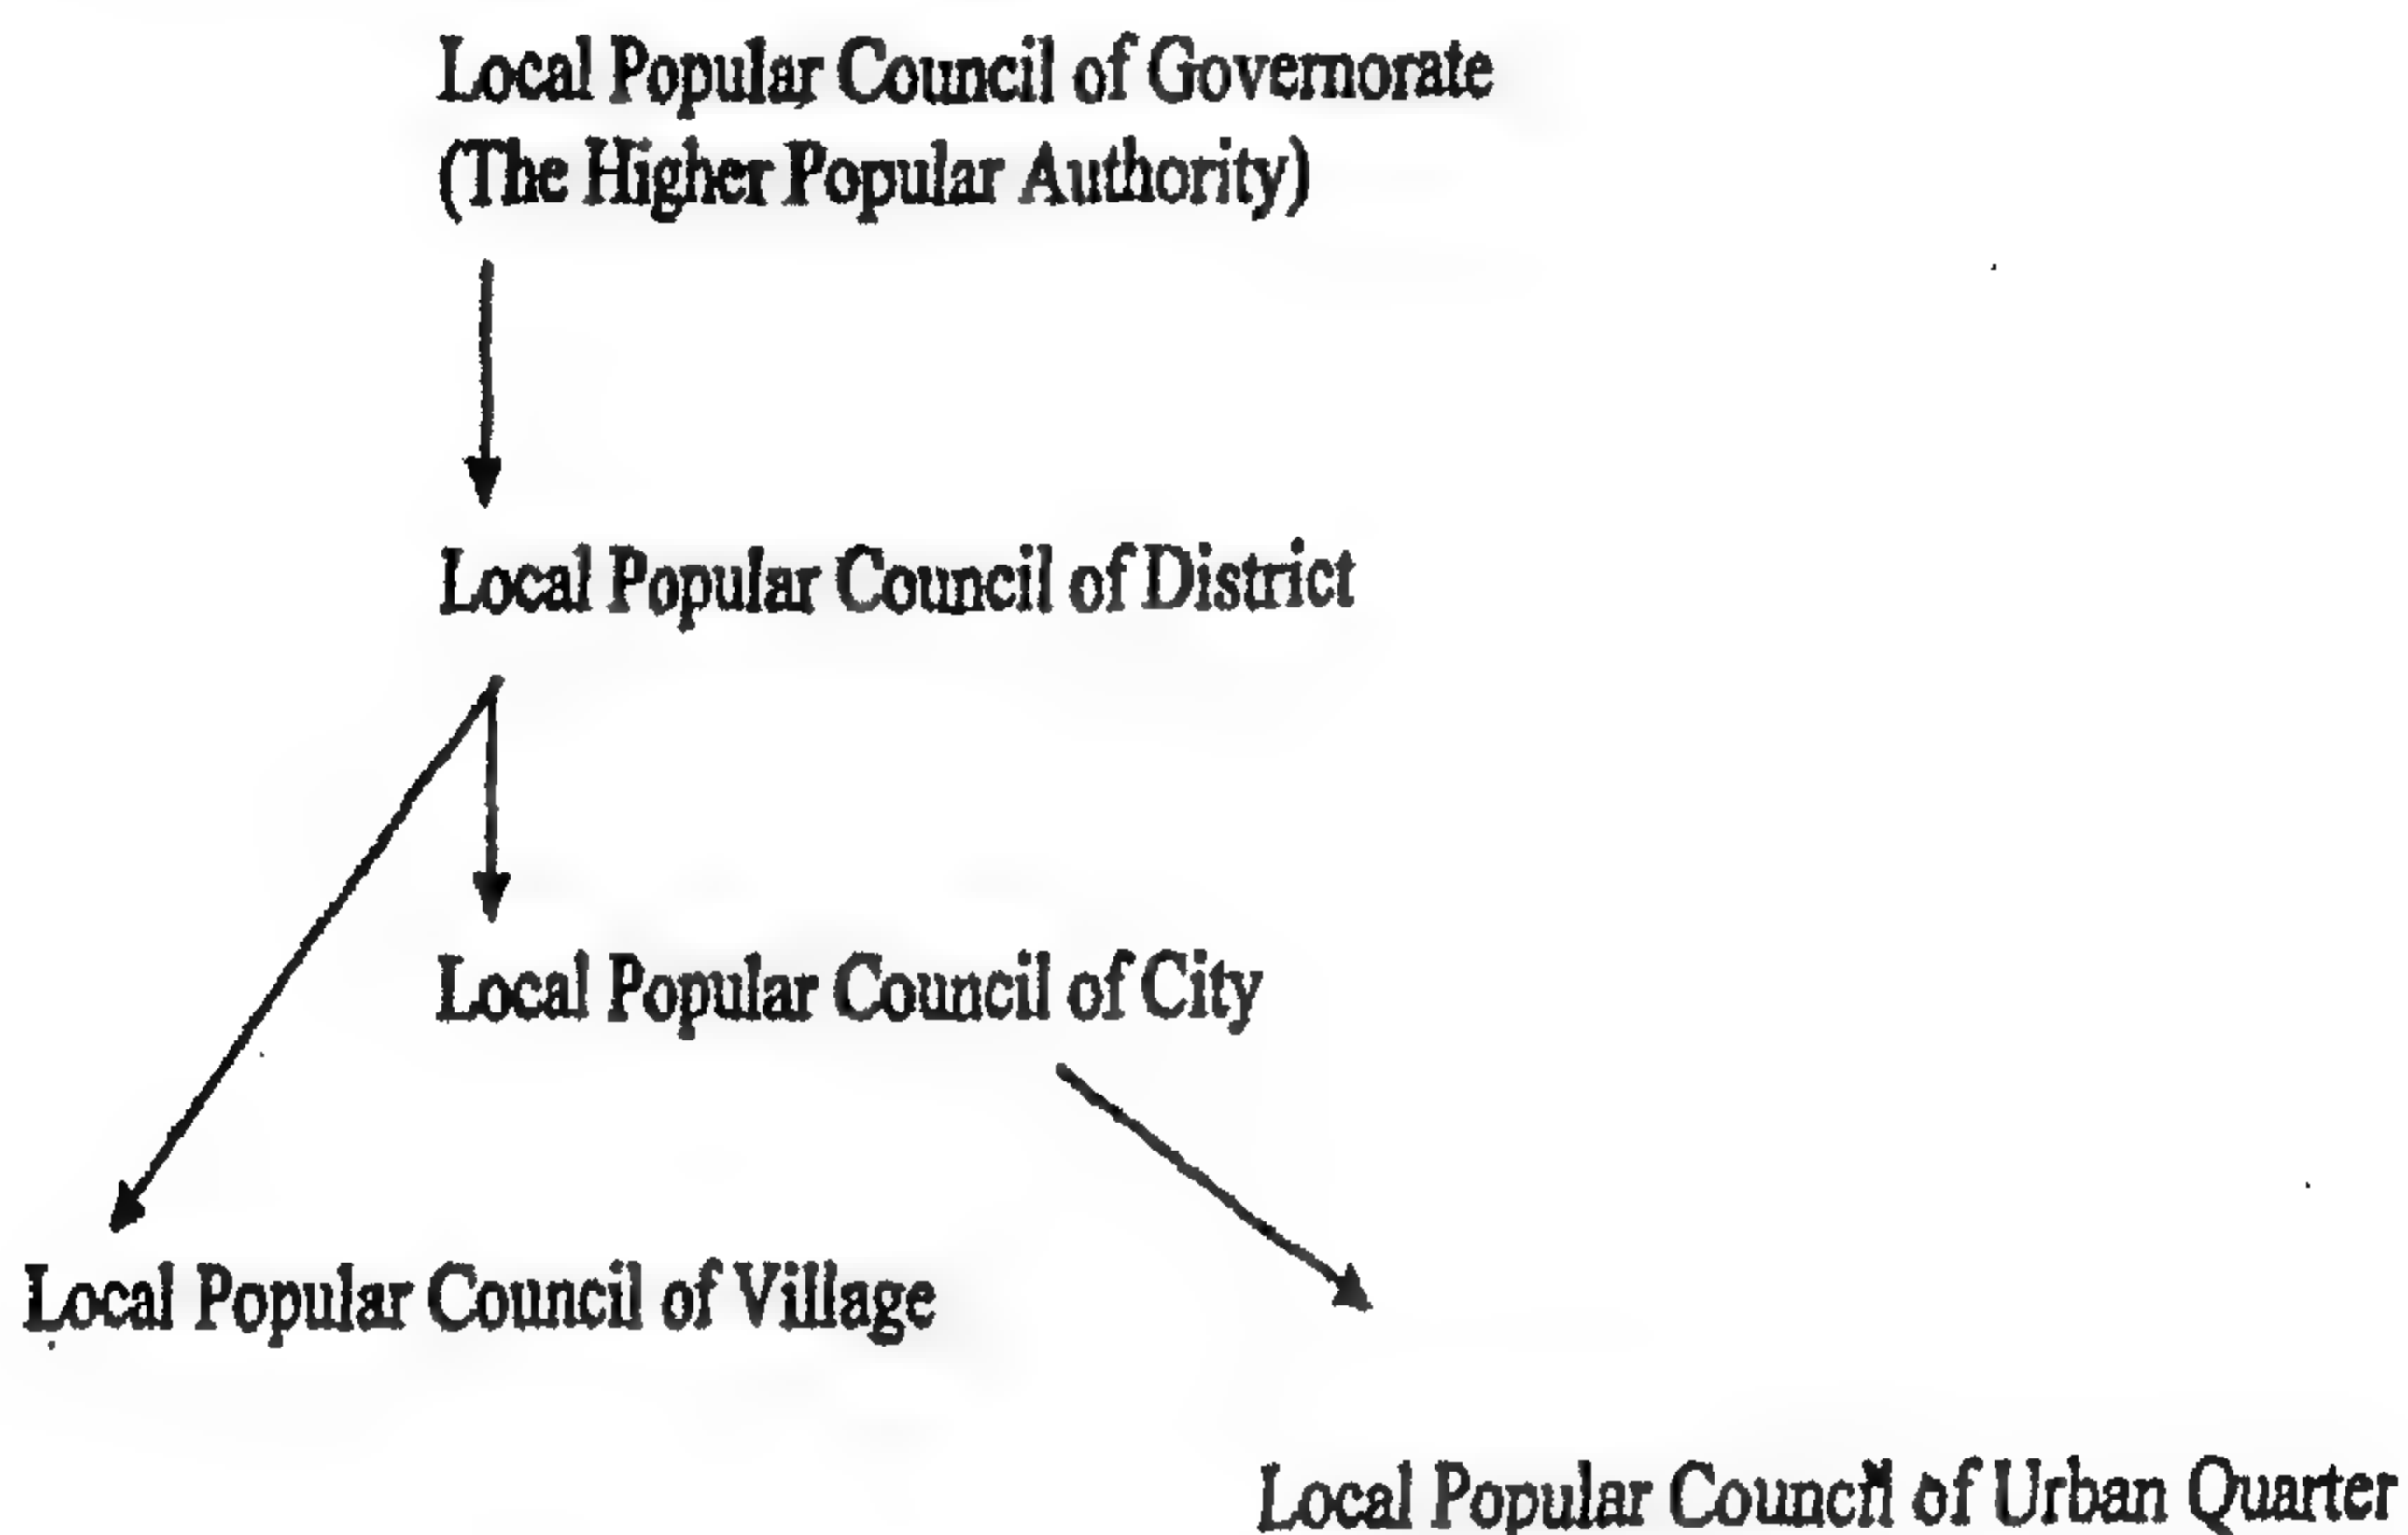 Local Popular Council of Governorate
(The Higher Popular Authority)
Local Popular Council of District
Local Popular Council of City
Local Popular Council of Village
Local Popular Council of Urban Quarter